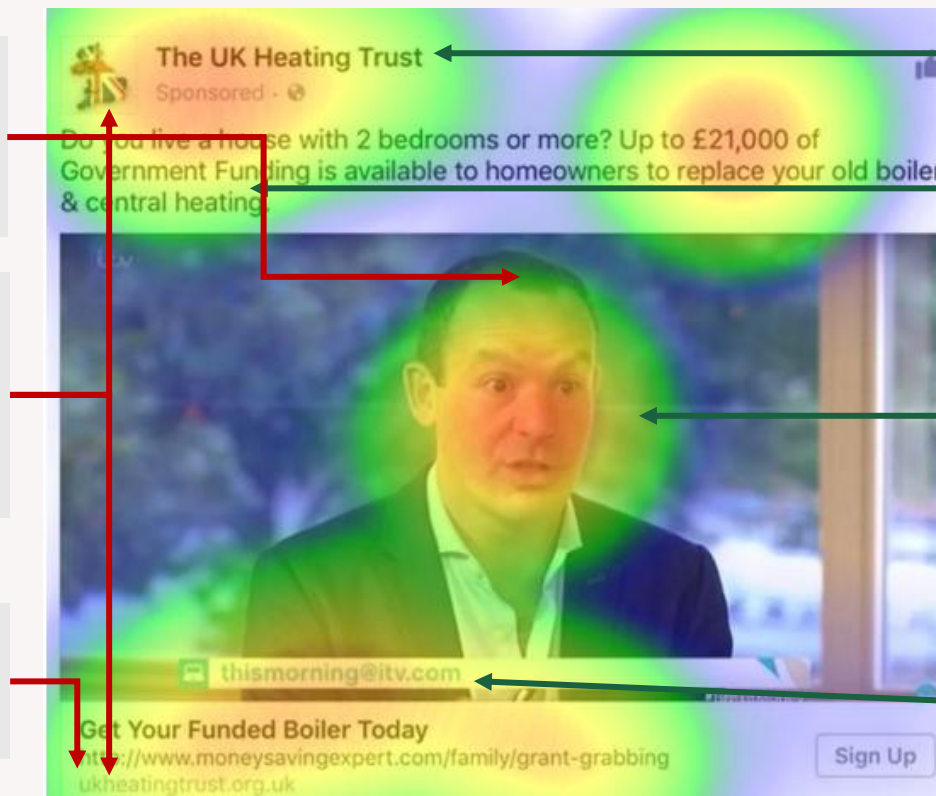 The UK Heating Trust
Sponsored ·
Do you live a house with 2 bedrooms or more? Up to £21,000 of
Government Funding is available to homeowners to replace your old boiler
& central heating.
itv
thismorning@itv.com
Get Your Funded Boiler Today
http://www.moneysavingexpert.com/family/grant-grabbing
Sign Up
ukheatingtrust.org.uk